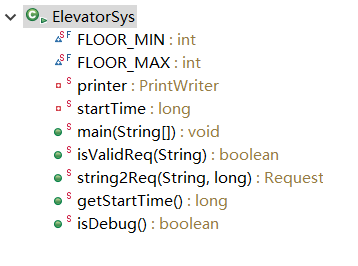 ElevatorSys
FLOOR_MIN : int
FLOOR_MAX : int
printer : PrintWriter
startTime : long
main(String[]) : void
isValidReq(String) : boolean
string2Req(String, long) : Request
getStartTime() : long
isDebug() : boolean